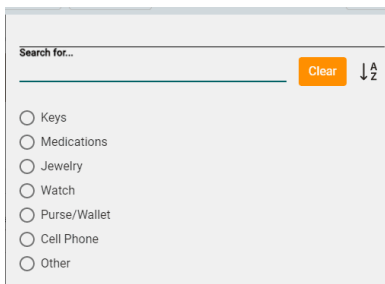 Search for...
Clear
A
Z
Keys
Medications
Jewelry
Watch
Purse/Wallet
Cell Phone
Other